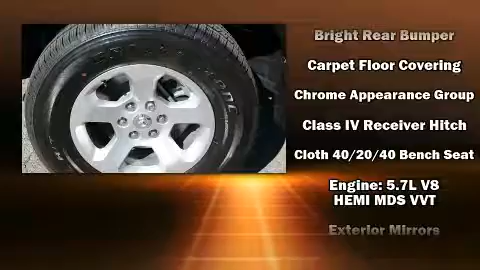 Bright Rear Bumper
Carpet Floor Covering
Chrome Appearance Group
Class IV Receiver Hitch
Cloth 40/20/40 Bench Seat
Engine: 5.7L V8
HEMI MDS VVT
Exterior Mirrors